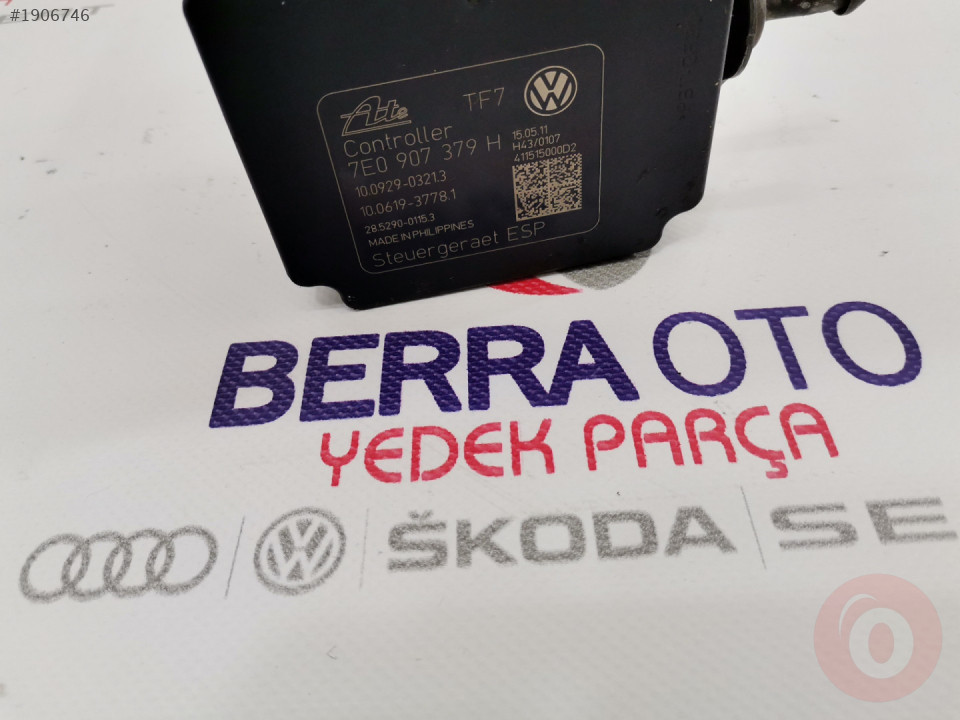 #1906746
Ate TF7
Controller
7E0 907 379 H
15.05.11
H43/0107
411515000D2
10.0929-0321.3
10.0619-3778.1
28.5290-0115.3
MADE IN PHILIPPINES
Steuergeraet ESP
BERRA OTO
YEDEK PARÇA
ŠKODA SE